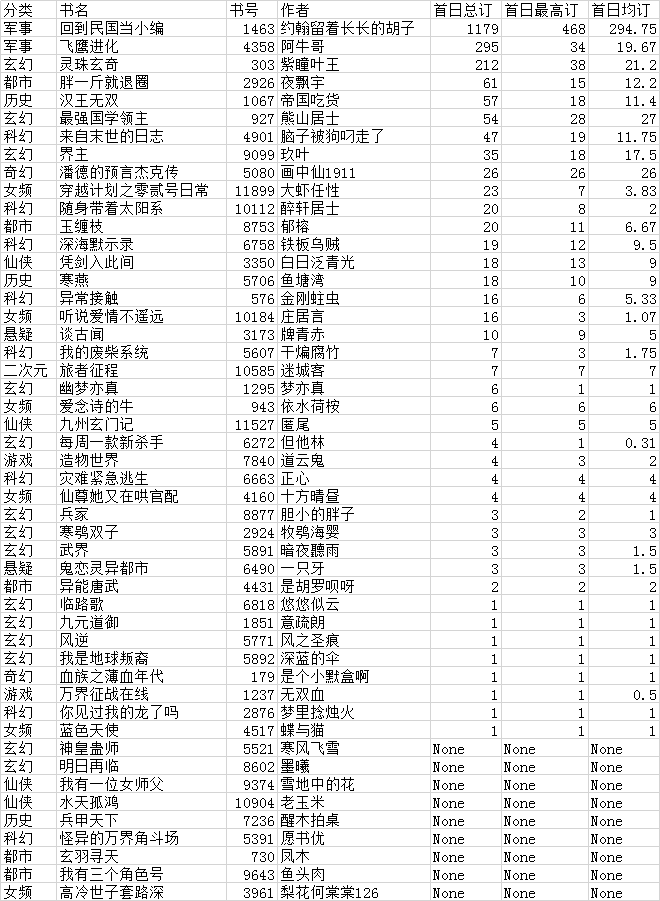 分类 书名 书号 作者 首日总订 首日最高订 首日均订
军事 回到民国当小编 1463 约翰留着长长的胡子 1179 468 294.75
军事 飞鹰进化 4358 阿牛哥 295 34 19.67
玄幻 灵珠玄奇 303 紫瞳叶王 212 38 21.2
都市 胖一斤就退圈 2926 夜飘宇 61 15 12.2
历史 汉王无双 1067 帝国吃货 57 18 11.4
玄幻 最强国学领主 927 熊山居士 54 28 27
科幻 来自末世的日志 4901 脑子被狗叼走了 47 19 11.75
玄幻 界主 9099 玖叶 35 18 17.5
奇幻 潘德的预言杰克传 5080 画中仙1911 26 26 26
女频 穿越计划之零贰号日常 11899 大虾任性 23 7 3.83
科幻 随身带着太阳系 10112 醉轩居士 20 8 2
都市 玉缠枝 8753 郁榕 20 11 6.67
科幻 深海默示录 6758 铁板乌贼 19 12 9.5
仙侠 凭剑入此间 3350 白日泛青光 18 13 9
历史 寒燕 5706 鱼塘湾 18 10 9
科幻 异常接触 576 金刚蛀虫 16 6 5.33
女频 听说爱情不遥远 10184 庄居言 16 3 1.07
悬疑 谈古闻 3173 牌青赤 10 9 5
科幻 我的废柴系统 5607 干煸腐竹 7 3 1.75
二次元 旅者征程 10585 迷城客 7 7 7
玄幻 幽梦亦真 1295 梦亦真 6 1 1
女频 爱念诗的牛 943 依水荷桉 6 6 6
仙侠 九州玄门记 11527 匿尾 5 5 5
玄幻 每周一款新杀手 6272 但他林 4 1 0.31
游戏 造物世界 7840 道云鬼 4 3 2
科幻 灾难紧急逃生 6663 正心 4 4 4
女频 仙尊她又在哄官配 4160 十方晴昼 4 4 4
玄幻 兵家 8877 胆小的胖子 3 2 1
玄幻 寒鸮双子 2924 牧鸮海婴 3 3 3
玄幻 武界 5891 暗夜聽雨 3 3 1.5
悬疑 鬼恋灵异都市 6490 一只牙 3 3 1.5
都市 异能唐武 4431 是胡罗呗呀 2 2 2
玄幻 临路歌 6818 悠悠似云 1 1 1
玄幻 九元道御 1851 意疏朗 1 1 1
玄幻 风逆 5771 风之圣痕 1 1 1
玄幻 我是地球叛裔 5892 深蓝的伞 1 1 1
奇幻 血族之薄血年代 179 是个小默盒啊 1 1 1
游戏 万界征战在线 1237 无双血 1 1 0.5
科幻 你见过我的龙了吗 2876 梦里捻烛火 1 1 1
女频 蓝色天使 4517 蝶与猫 1 1 1
玄幻 神皇蛊师 5521 寒风飞雪 None None None
玄幻 明日再临 8602 墨曦 None None None
仙侠 我有一位女师父 9374 雪地中的花 None None None
仙侠 水天孤鸿 10904 老玉米 None None None
历史 兵甲天下 7236 醒木拍桌 None None None
科幻 怪异的万界角斗场 5391 愿书优 None None None
都市 玄羽寻天 730 凤木 None None None
都市 我有三个角色号 9643 鱼头肉 None None None
女频 高冷世子套路深 3961 梨花何棠棠126 None None None